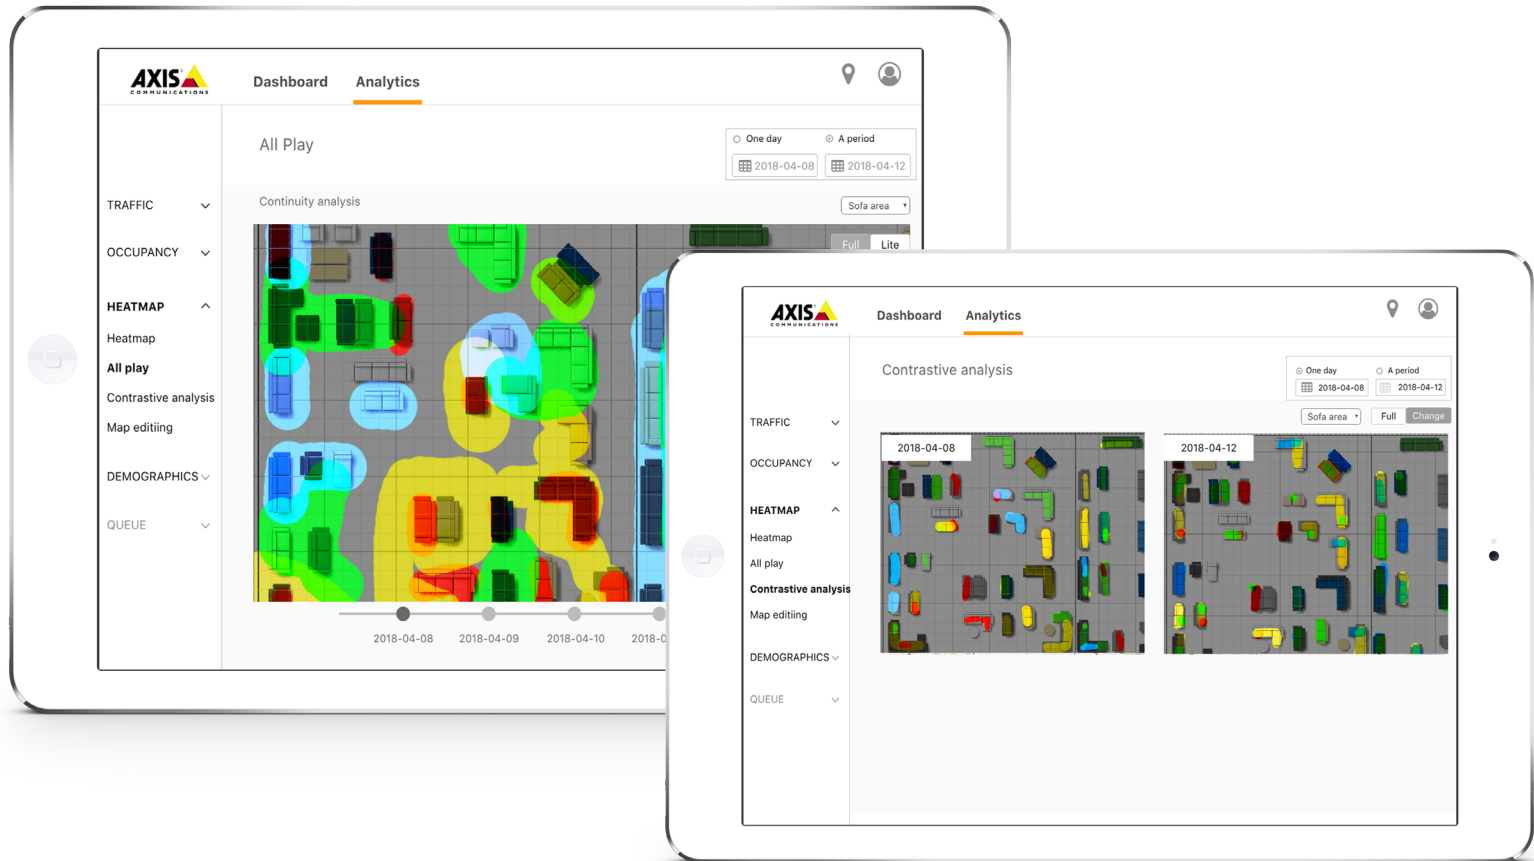 AXIS
COMMUNICATIONS
Dashboard
Analytics
All Play
One day
A period
2018-04-08
2018-04-12
Continuity analysis
Sofa area
Full
Lite
TRAFFIC
OCCUPANCY
HEATMAP
Heatmap
All play
Contrastive analysis
Map editiing
DEMOGRAPHICS
QUEUE
2018-04-08
2018-04-09
2018-04-10
2018-0
AXIS
COMMUNICATIONS
Dashboard
Analytics
Contrastive analysis
One day
A period
2018-04-08
2018-04-12
Sofa area
Full
Change
TRAFFIC
OCCUPANCY
HEATMAP
Heatmap
All play
Contrastive analysis
Map editiing
DEMOGRAPHICS
QUEUE
2018-04-08
2018-04-12